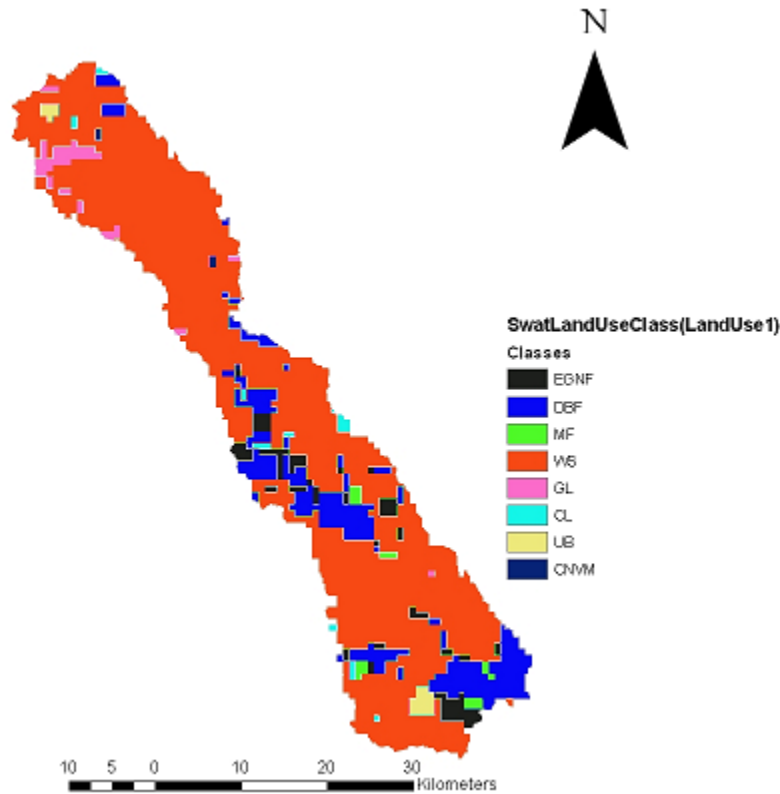 N
SwatLandUseClass(LandUse1)
Classes
EGNF
DBF
MF
WS
GL
CL
UB
CNVM
10 5 0 10 20 30
Kilometers